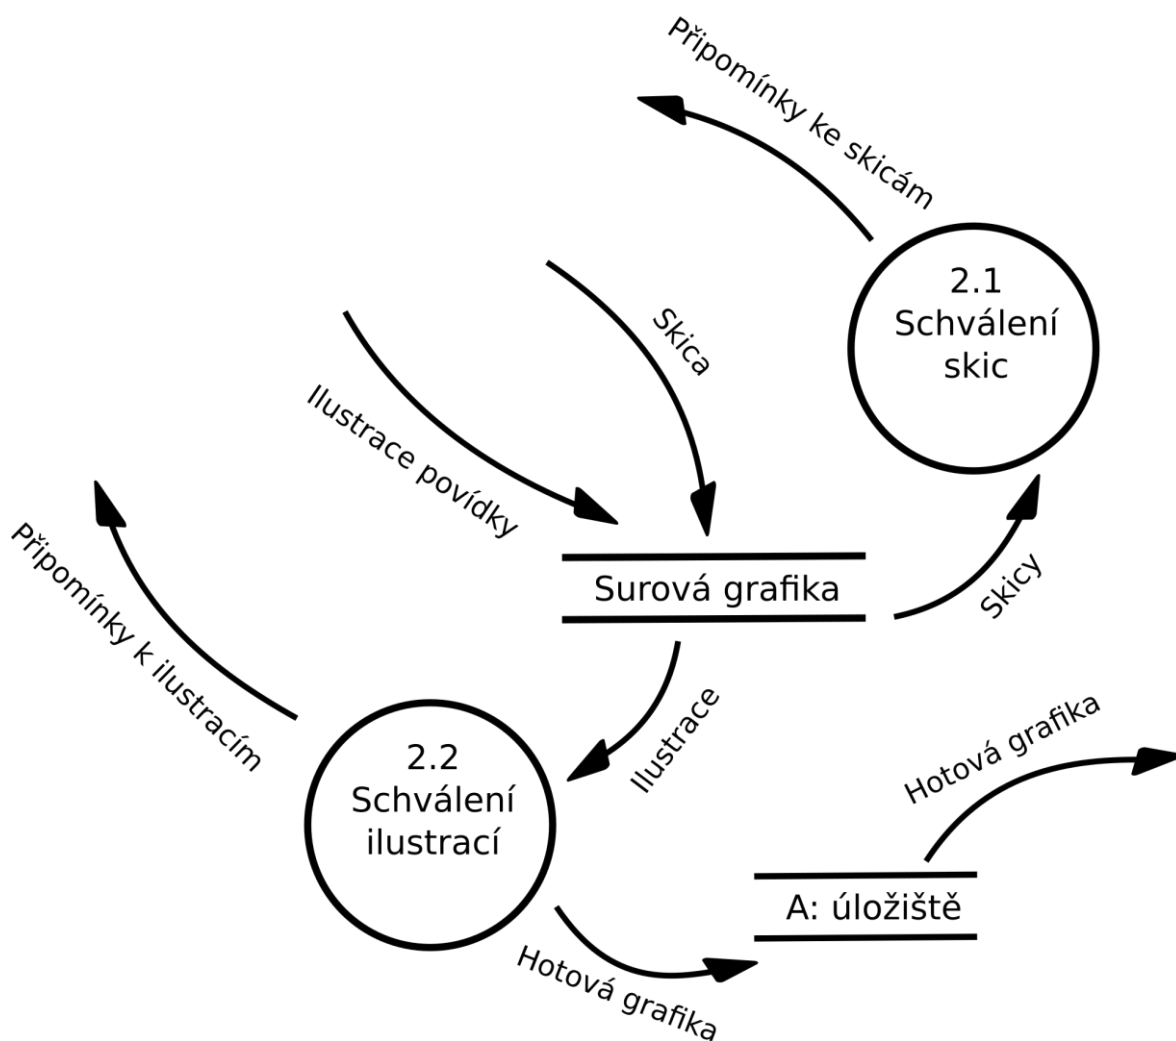 Připomínky ke skicám
2.1
Schválení
skic
Skica
Ilustrace povídky
Připomínky k ilustracím
Surová grafika
Skicy
Ilustrace
2.2
Schválení
ilustrací
Hotová grafika
A: úložiště
Hotová grafika